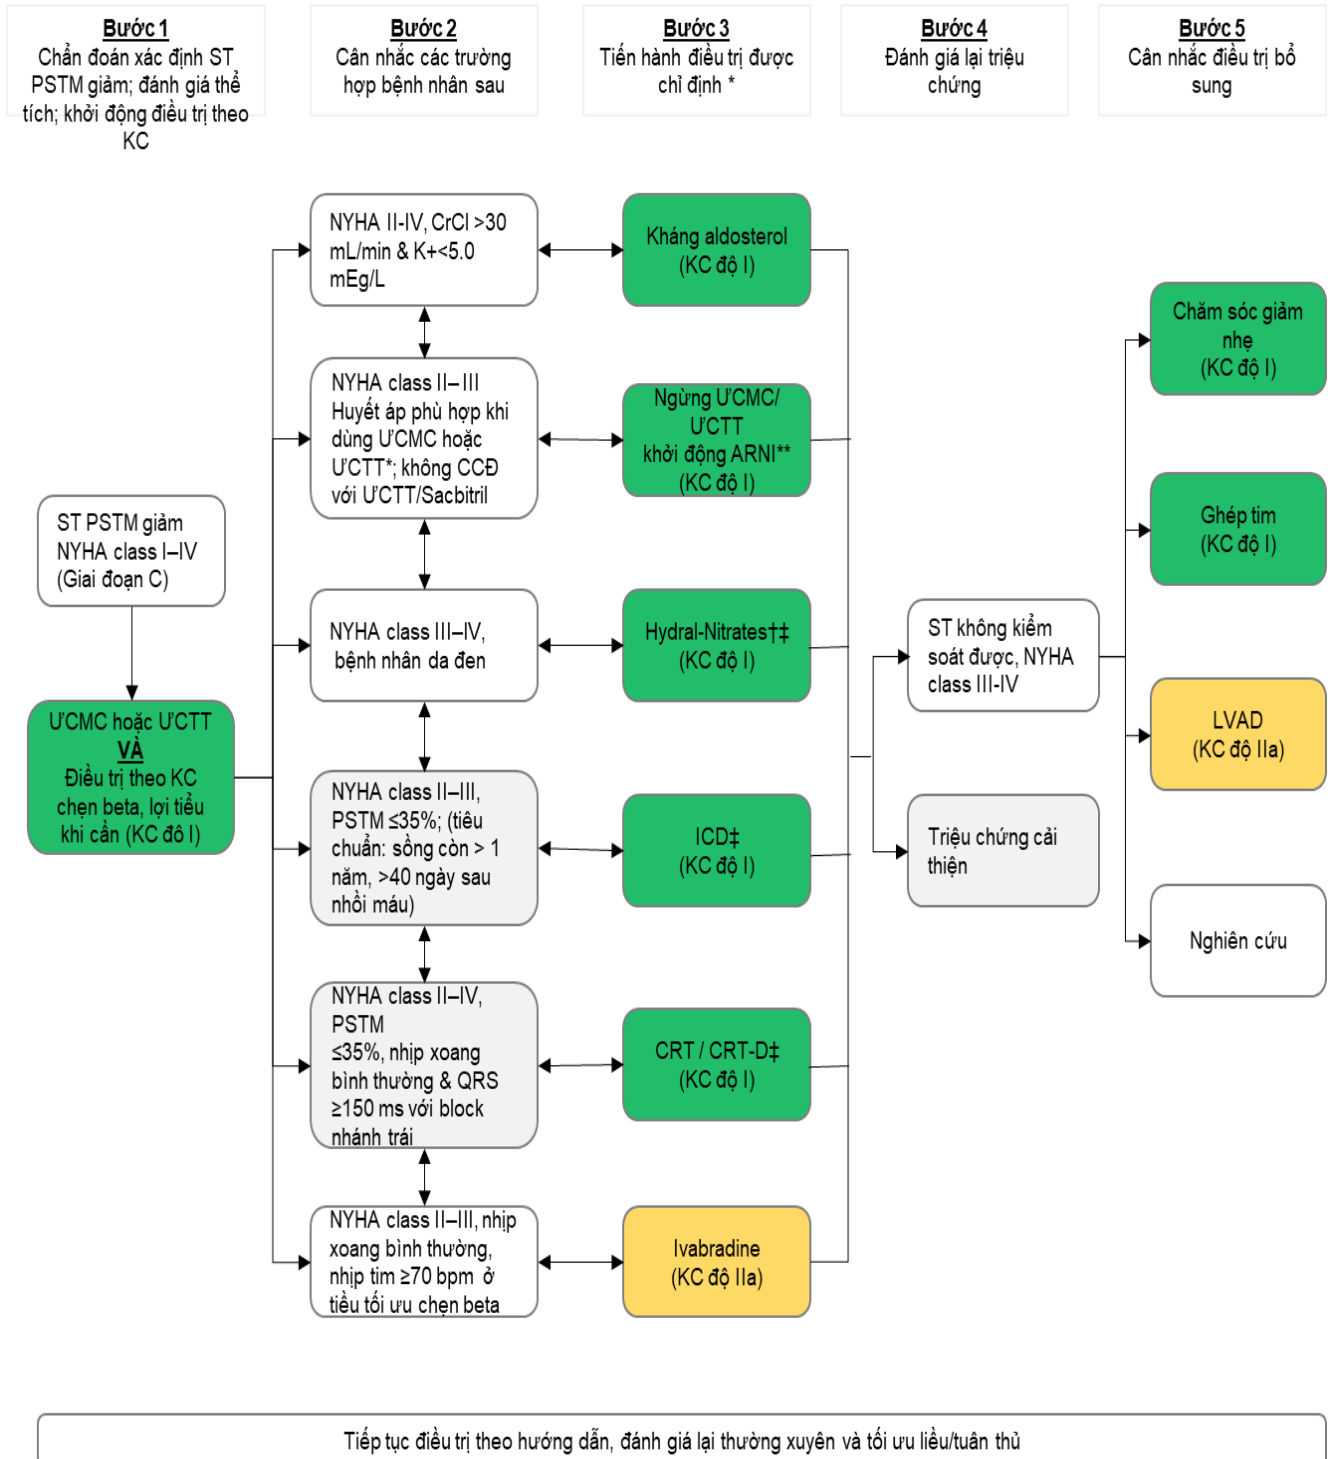 Bước 1
Chẩn đoán xác định ST
PSTM giảm; đánh giá thể
tích; khởi động điều trị theo
KC
Bước 2
Cân nhắc các trường
hợp bệnh nhân sau
Bước 3
Tiến hành điều trị được
chỉ định *
Bước 4
Đánh giá lại triệu
chứng
Bước 5
Cân nhắc điều trị bổ
sung
ST PSTM giảm
NYHA class I–IV
(Giai đoạn C)
ƯCMC hoặc ƯCTT
VÀ
Điều trị theo KC
chẹn beta, lợi tiểu
khi cần (KC đô I)
NYHA II-IV, CrCl >30
mL/min & K+<5.0
mEg/L
NYHA class II–III
Huyết áp phù hợp khi
dùng ƯCMC hoặc
ƯCTT*; không CCĐ
với ƯCTT/Sacbitril
NYHA class III–IV,
bệnh nhân da đen
NYHA class II–III,
PSTM ≤35%; (tiêu
chuẩn: sồng còn > 1
năm, >40 ngày sau
nhồi máu)
NYHA class II–IV,
PSTM
≤35%, nhịp xoang
bình thường & QRS
≥150 ms với block
nhánh trái
NYHA class II–III, nhịp
xoang bình thường,
nhịp tim ≥70 bpm ở
tiều tối ưu chẹn beta
Kháng aldosterol
(KC độ I)
Ngừng ƯCMC/
ƯCTT
khởi động ARNI**
(KC độ I)
Hydral-Nitrates†‡
(KC độ I)
ICD‡
(KC độ I)
CRT / CRT-D‡
(KC độ I)
Ivabradine
(KC độ IIa)
ST không kiểm
soát được, NYHA
class III-IV
Triệu chứng cải
thiện
Chăm sóc giảm
nhẹ
(KC độ I)
Ghép tim
(KC độ I)
LVAD
(KC độ IIa)
Nghiên cứu
Tiếp tục điều trị theo hướng dẫn, đánh giá lại thường xuyên và tối ưu liều/tuân thủ